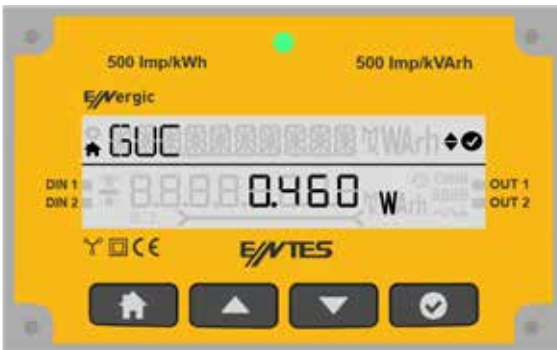 500 Imp/kWh 500 Imp/kVArh
ENergic
GUC
DIN 1 0.460 W OUT 1
DIN 2 OUT 2
CE ENTES